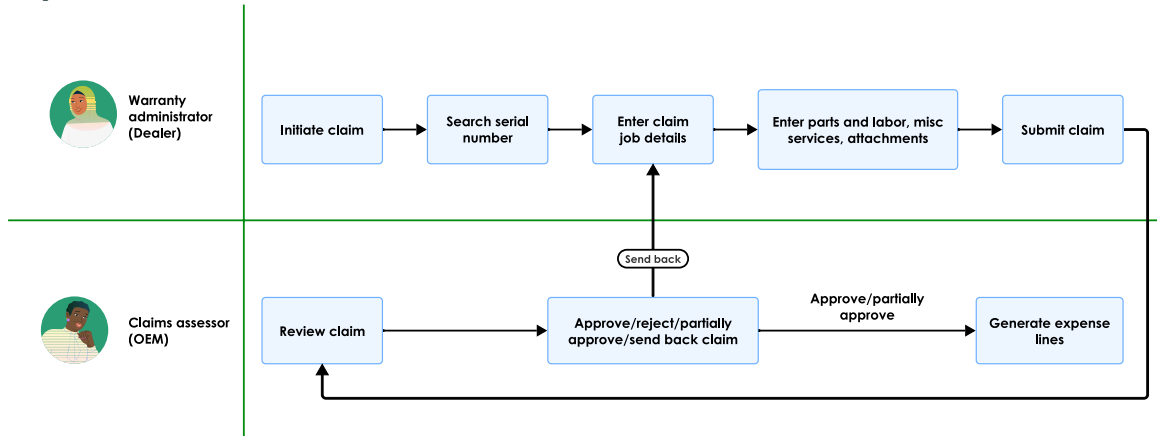 Warranty
administrator
(Dealer)
Initiate claim
Search serial
number
Enter claim
job details
Enter parts and labor, misc
services, attachments
Submit claim
Send back
Claims assessor
(OEM)
Review claim
Approve/reject/partially
approve/send back claim
Approve/partially
approve
Generate expense
lines